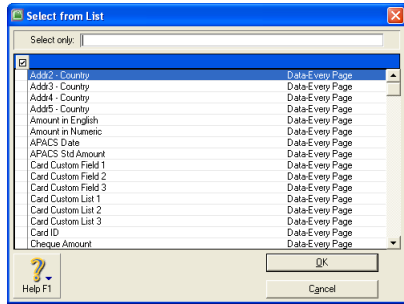 Select from List
Select only:
Addr2 - Country Data-Every Page
Addr3 - Country Data-Every Page
Addr4 - Country Data-Every Page
Addr5 - Country Data-Every Page
Amount in English Data-Every Page
Amount in Numeric Data-Every Page
APACS Date Data-Every Page
APACS Std Amount Data-Every Page
Card Custom Field 1 Data-Every Page
Card Custom Field 2 Data-Every Page
Card Custom Field 3 Data-Every Page
Card Custom List 1 Data-Every Page
Card Custom List 2 Data-Every Page
Card Custom List 3 Data-Every Page
Card ID Data-Every Page
Cheque Amount Data-Every Page
OK
Help F1
Cancel